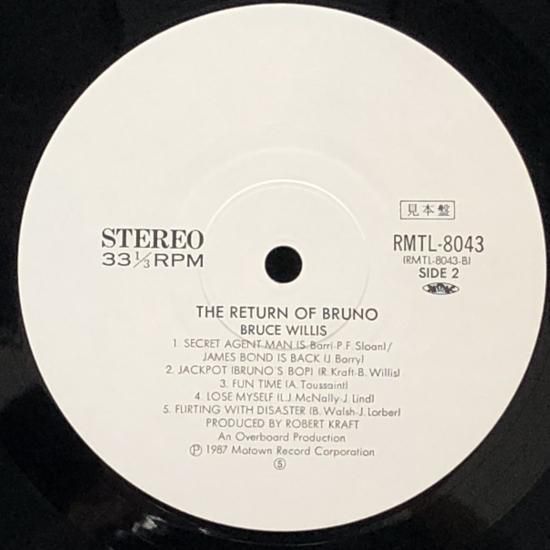 見本盤
STEREO
33 1/3 RPM
RMTL-8043
(RMTL-8043-B)
SIDE 2
THE RETURN OF BRUNO
BRUCE WILLIS
1. SECRET AGENT MAN (S Barri-P.F. Sloan)/
JAMES BOND IS BACK (J. Barry)
2. JACKPOT (BRUNO'S BOP) (R. Kraft-B. Willis)
3. FUN TIME (A. Toussaint)
4. LOSE MYSELF (L.J. McNally-J. Lind)
5. FLIRTING WITH DISASTER (B. Walsh-J. Lorber)
PRODUCED BY ROBERT KRAFT
An Overboard Production
Ⓟ 1987 Motown Record Corporation
⑤